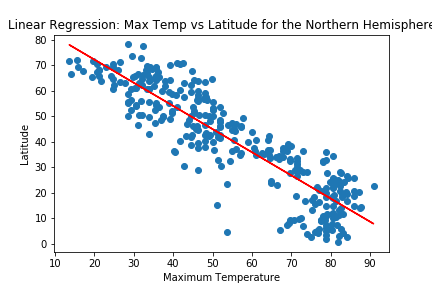 Linear Regression: Max Temp vs Latitude for the Northern Hemisphere
80
70
60
50
40
30
20
10
0
Latitude
10 20 30 40 50 60 70 80 90
Maximum Temperature